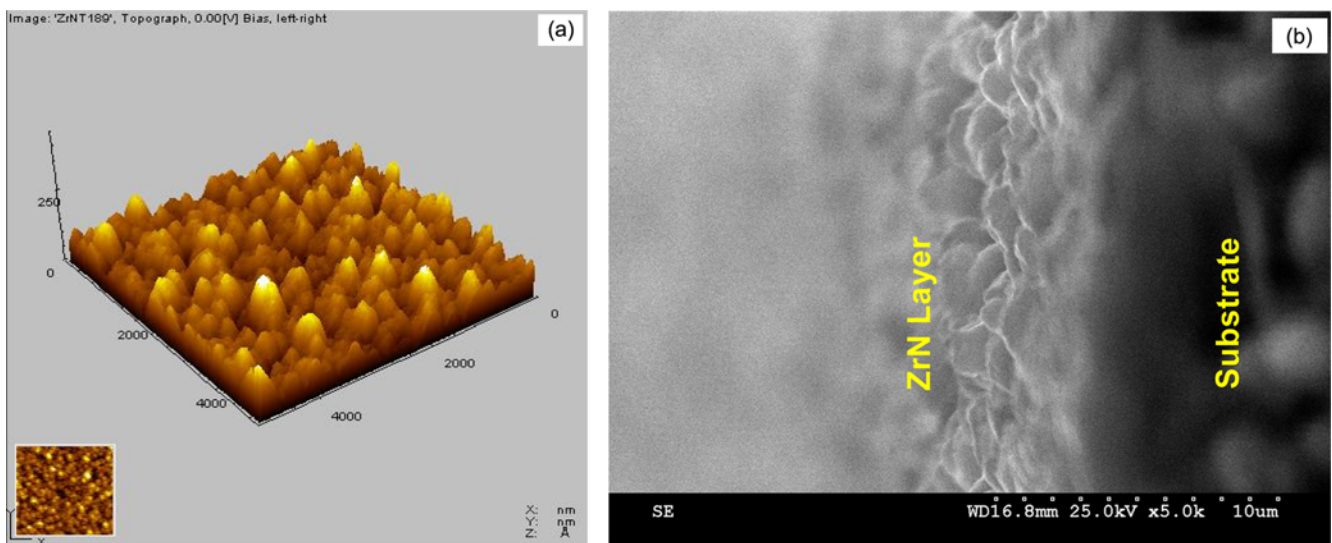 Image: 'ZrNT189', Topograph, 0.00[V] Bias, left-right
(a)
250
0
2000
4000
4000
2000
0
X: nm
Y: nm
Z: Å
(b)
ZrN Layer
Substrate
SE
WD16.8mm 25.0kV x5.0k 10um